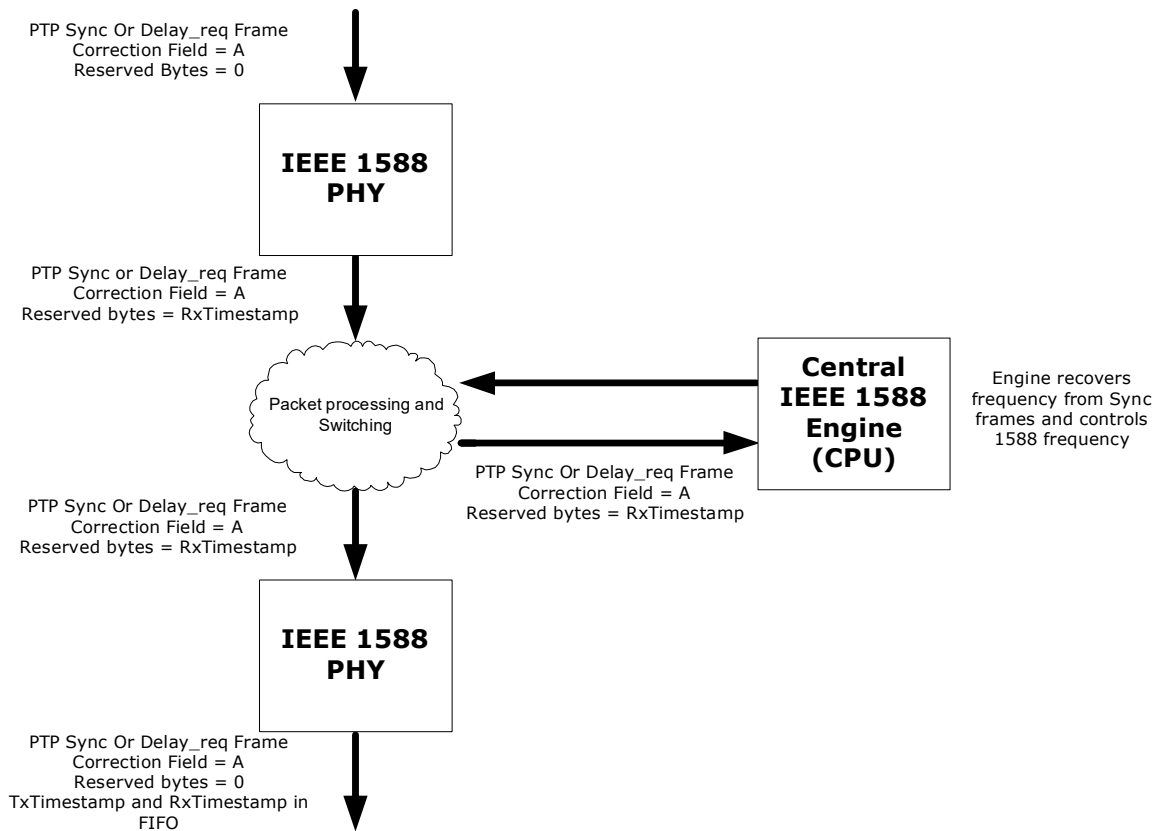 PTP Sync Or Delay_req Frame
Correction Field = A
Reserved Bytes = 0
IEEE 1588
PHY
PTP Sync or Delay_req Frame
Correction Field = A
Reserved bytes = RxTimestamp
Packet processing and
Switching
Central
IEEE 1588
Engine
(CPU)
Engine recovers
frequency from Sync
frames and controls
1588 frequency
PTP Sync Or Delay_req Frame
Correction Field = A
Reserved bytes = RxTimestamp
PTP Sync Or Delay_req Frame
Correction Field = A
Reserved bytes = RxTimestamp
IEEE 1588
PHY
PTP Sync Or Delay_req Frame
Correction Field = A
Reserved bytes = 0
TxTimestamp and RxTimestamp in
FIFO